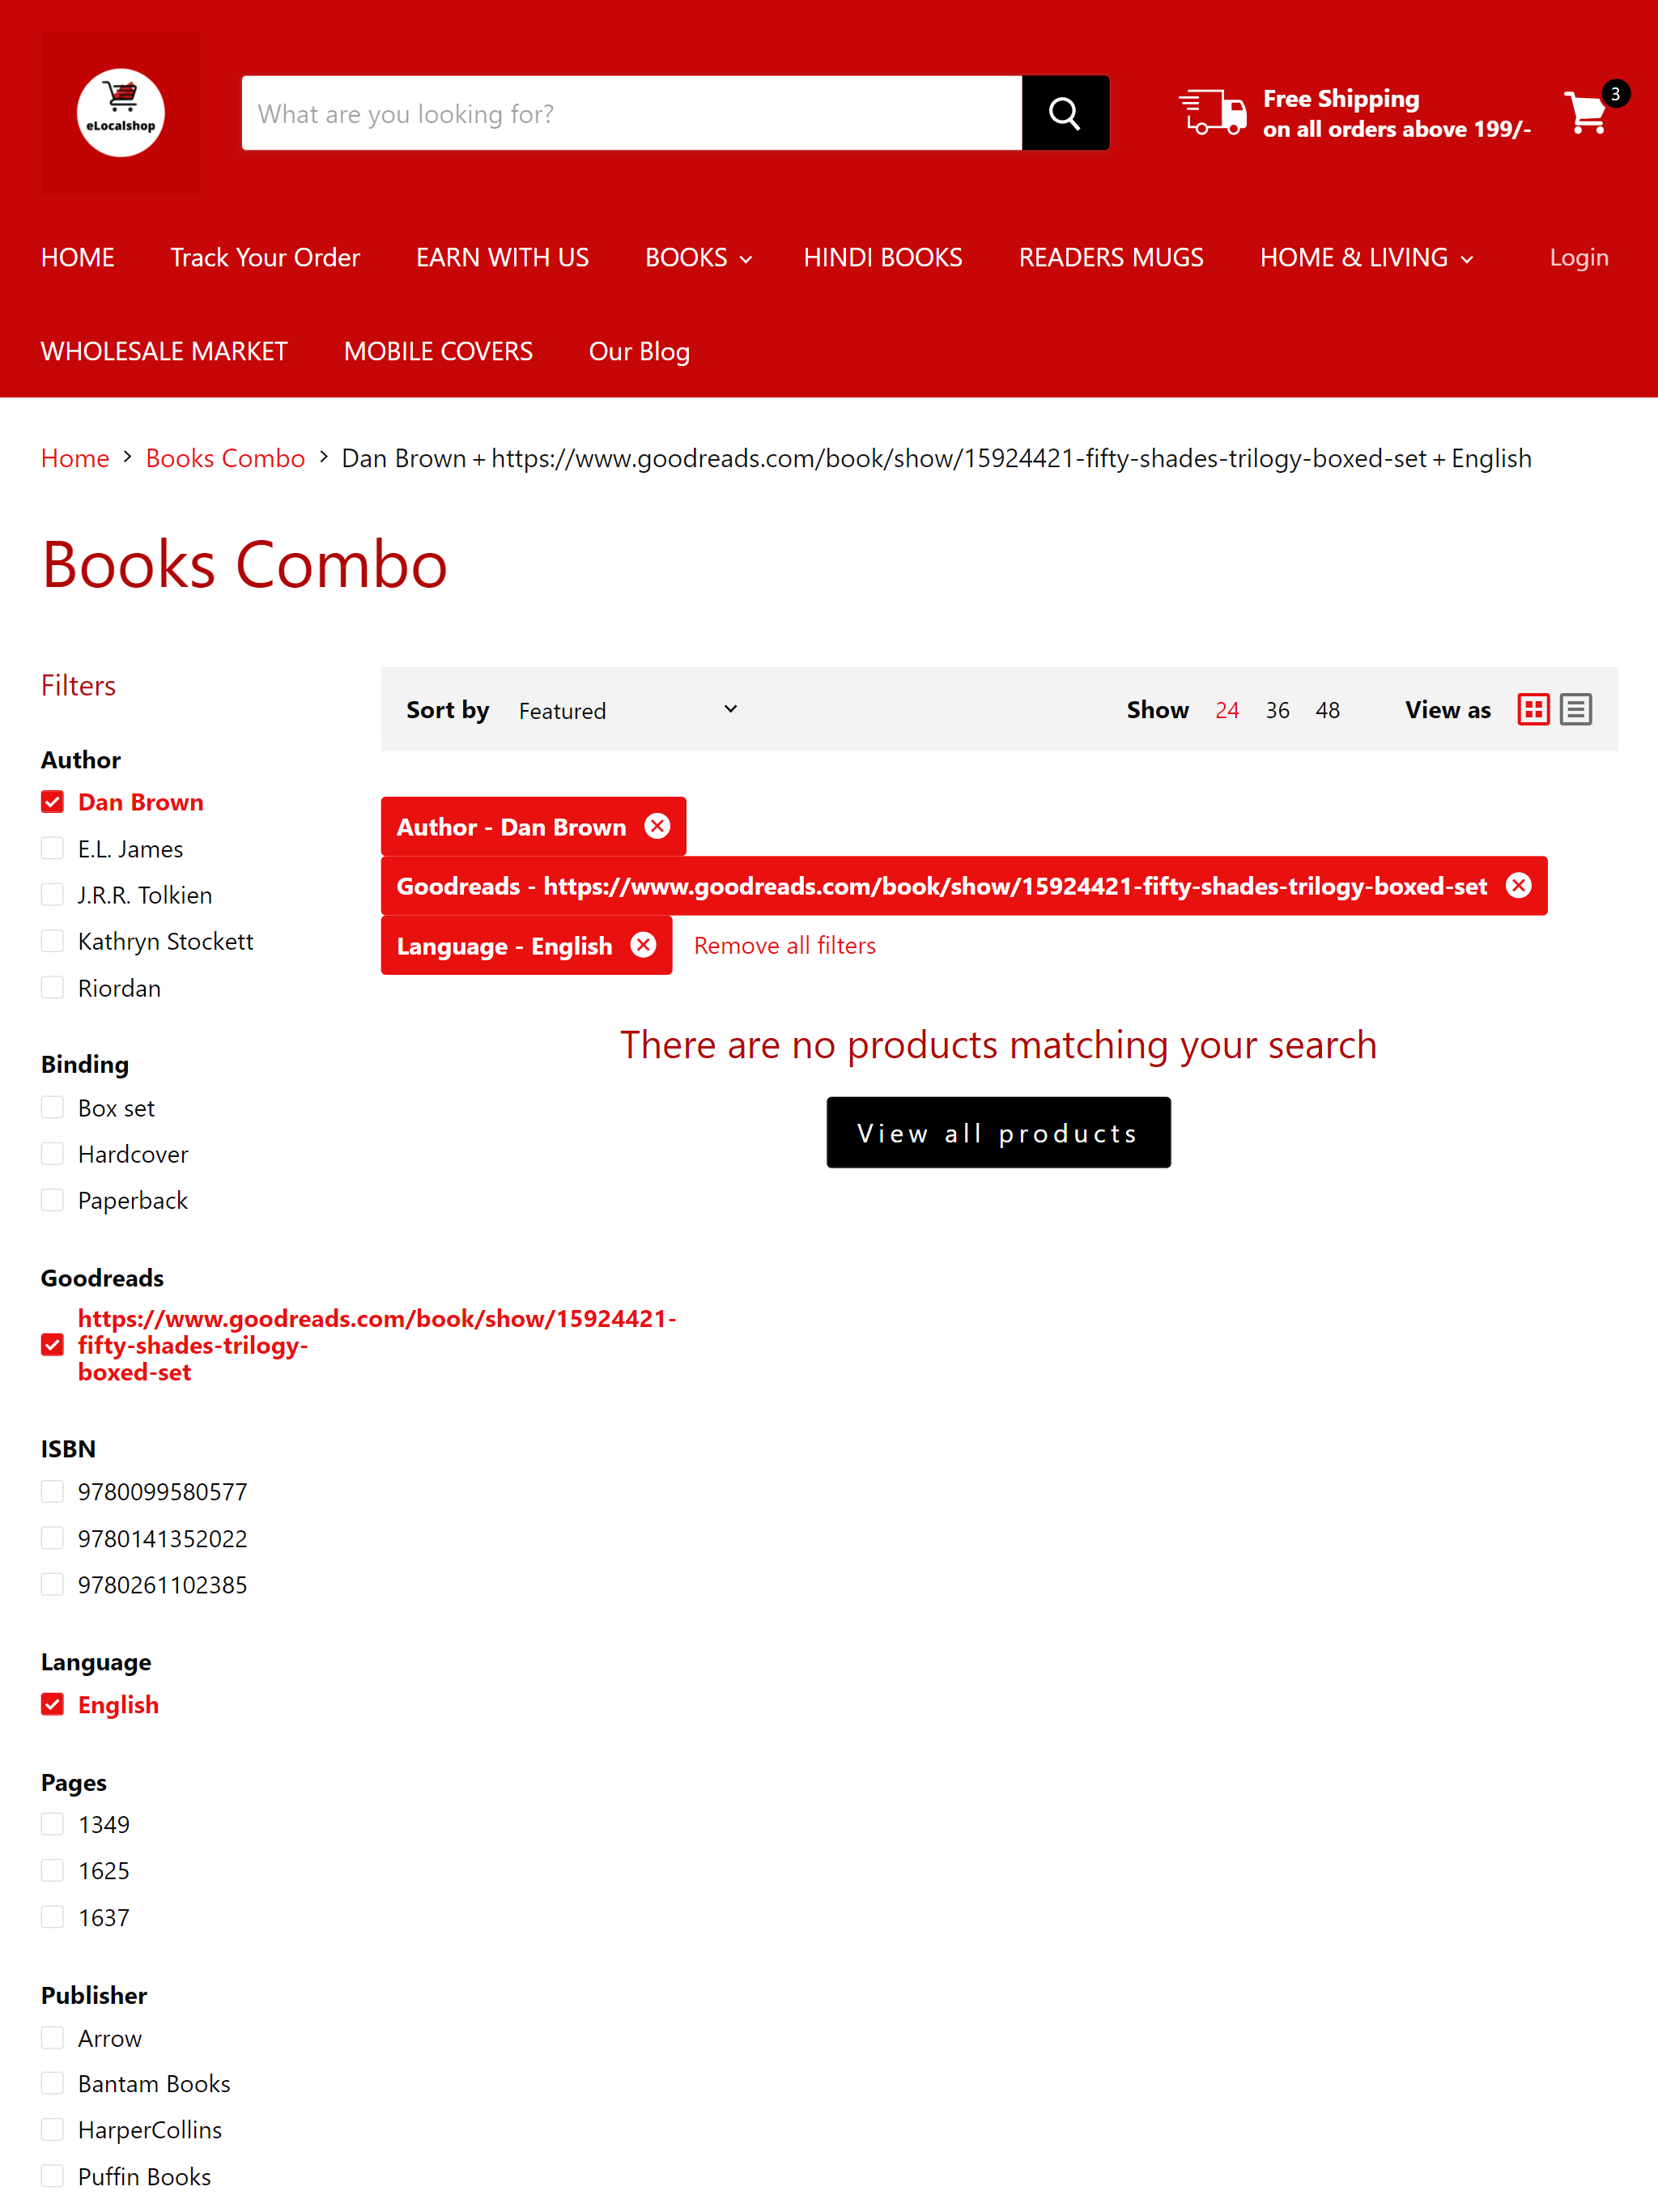 eLocalshop
What are you looking for?
Free Shipping
on all orders above 199/-
3
HOME Track Your Order EARN WITH US BOOKS HINDI BOOKS READERS MUGS HOME & LIVING Login
WHOLESALE MARKET MOBILE COVERS Our Blog
Home > Books Combo > Dan Brown + https://www.goodreads.com/book/show/15924421-fifty-shades-trilogy-boxed-set + English
Books Combo
Filters
Author
Dan Brown
E.L. James
J.R.R. Tolkien
Kathryn Stockett
Riordan
Binding
Box set
Hardcover
Paperback
Goodreads
https://www.goodreads.com/book/show/15924421-
fifty-shades-trilogy-
boxed-set
ISBN
9780099580577
9780141352022
9780261102385
Language
English
Pages
1349
1625
1637
Publisher
Arrow
Bantam Books
HarperCollins
Puffin Books
Sort by Featured Show 24 36 48 View as
Author - Dan Brown
Goodreads - https://www.goodreads.com/book/show/15924421-fifty-shades-trilogy-boxed-set
Language - English Remove all filters
There are no products matching your search
View all products